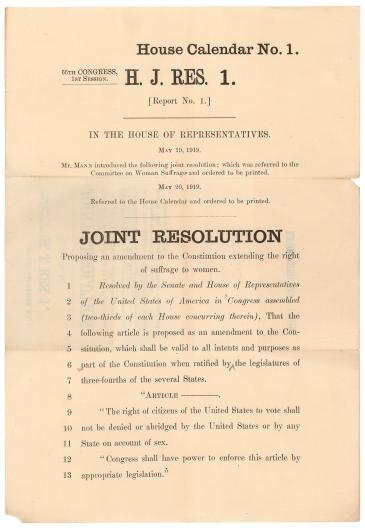 House Calendar No. 1.
66TH CONGRESS,
1ST SESSION.
H. J. RES. 1.
[Report No. 1.]
IN THE HOUSE OF REPRESENTATIVES.
MAY 19, 1919.
Mr. MANN introduced the following joint resolution; which was referred to the
Committee on Woman Suffrage and ordered to be printed.
MAY 20, 1919.
Referred to the House Calendar and ordered to be printed.
JOINT RESOLUTION
Proposing an amendment to the Constitution extending the right
of suffrage to women.
1 Resolved by the Senate and House of Representatives
2 of the United States of America in Congress assembled
3 (two-thirds of each House concurring therein), That the
4 following article is proposed as an amendment to the Con-
5 stitution, which shall be valid to all intents and purposes as
6 part of the Constitution when ratified by the legislatures of
7 three-fourths of the several States.
8 "ARTICLE ———.
9 "The right of citizens of the United States to vote shall
10 not be denied or abridged by the United States or by any
11 State on account of sex.
12 "Congress shall have power to enforce this article by
13 appropriate legislation."